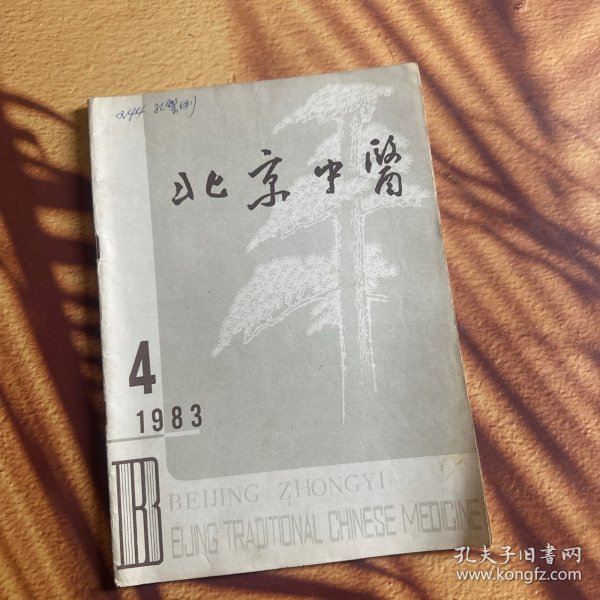 北京中醫
4
1983
BEIJING ZHONGYI
BEIJING TRADITIONAL CHINESE MEDICINE
孔夫子旧書网
www.kongfz.com